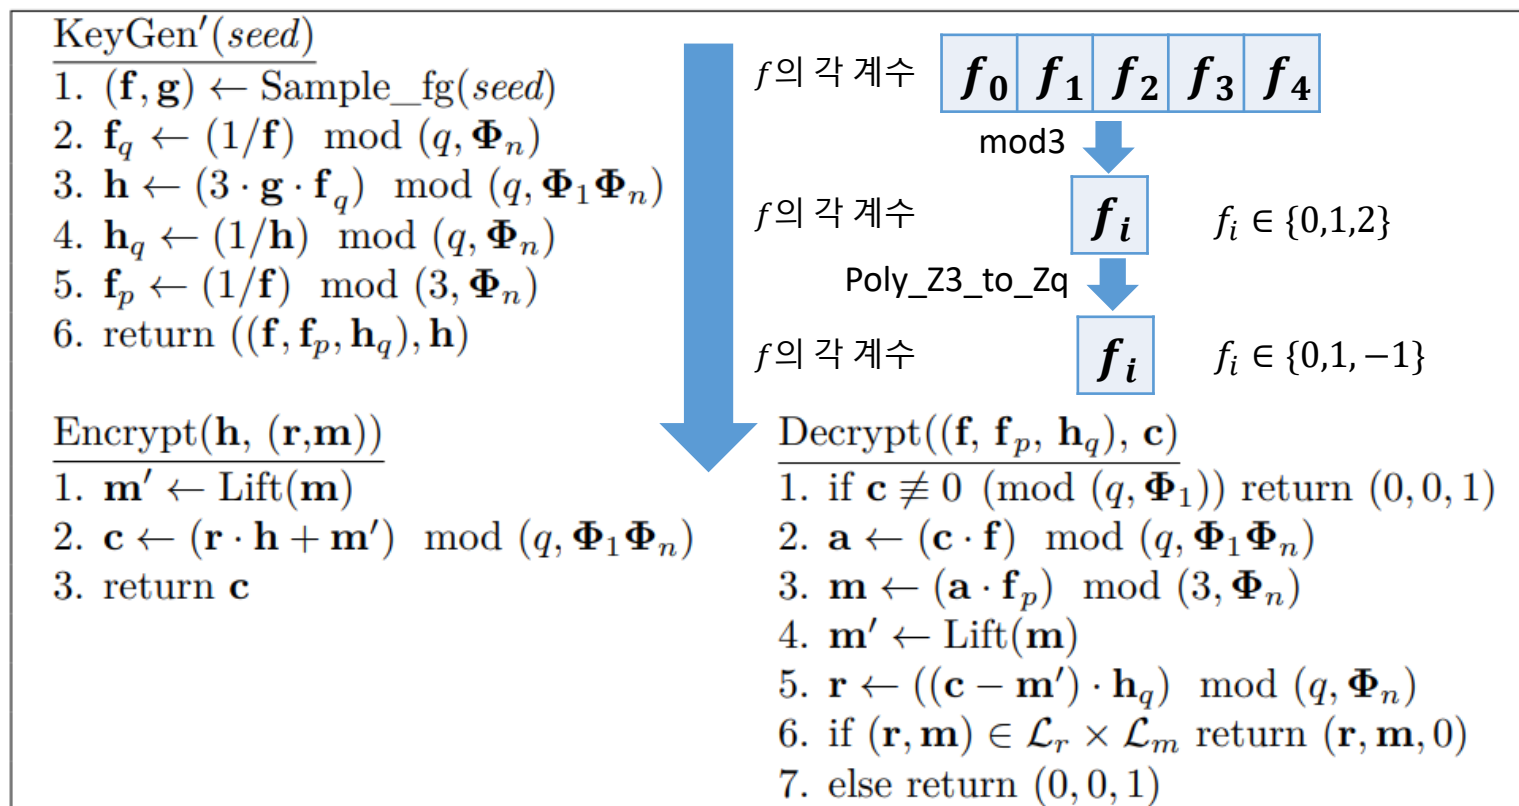 KeyGen′(seed)
1. (f, g) ← Sample_fg(seed)
2. f_q ← (1/f) mod (q, Φ_n)
3. h ← (3 · g · f_q) mod (q, Φ_1Φ_n)
4. h_q ← (1/h) mod (q, Φ_n)
5. f_p ← (1/f) mod (3, Φ_n)
6. return ((f, f_p, h_q), h)
f의 각 계수
f_0 f_1 f_2 f_3 f_4
mod3
f의 각 계수
f_i
f_i ∈ {0,1,2}
Poly_Z3_to_Zq
f의 각 계수
f_i
f_i ∈ {0,1, −1}
Encrypt(h, (r,m))
1. m′ ← Lift(m)
2. c ← (r · h + m′) mod (q, Φ_1Φ_n)
3. return c
Decrypt((f, f_p, h_q), c)
1. if c ≢ 0 (mod (q, Φ_1)) return (0, 0, 1)
2. a ← (c · f) mod (q, Φ_1Φ_n)
3. m ← (a · f_p) mod (3, Φ_n)
4. m′ ← Lift(m)
5. r ← ((c − m′) · h_q) mod (q, Φ_n)
6. if (r, m) ∈ ℒ_r × ℒ_m return (r, m, 0)
7. else return (0, 0, 1)